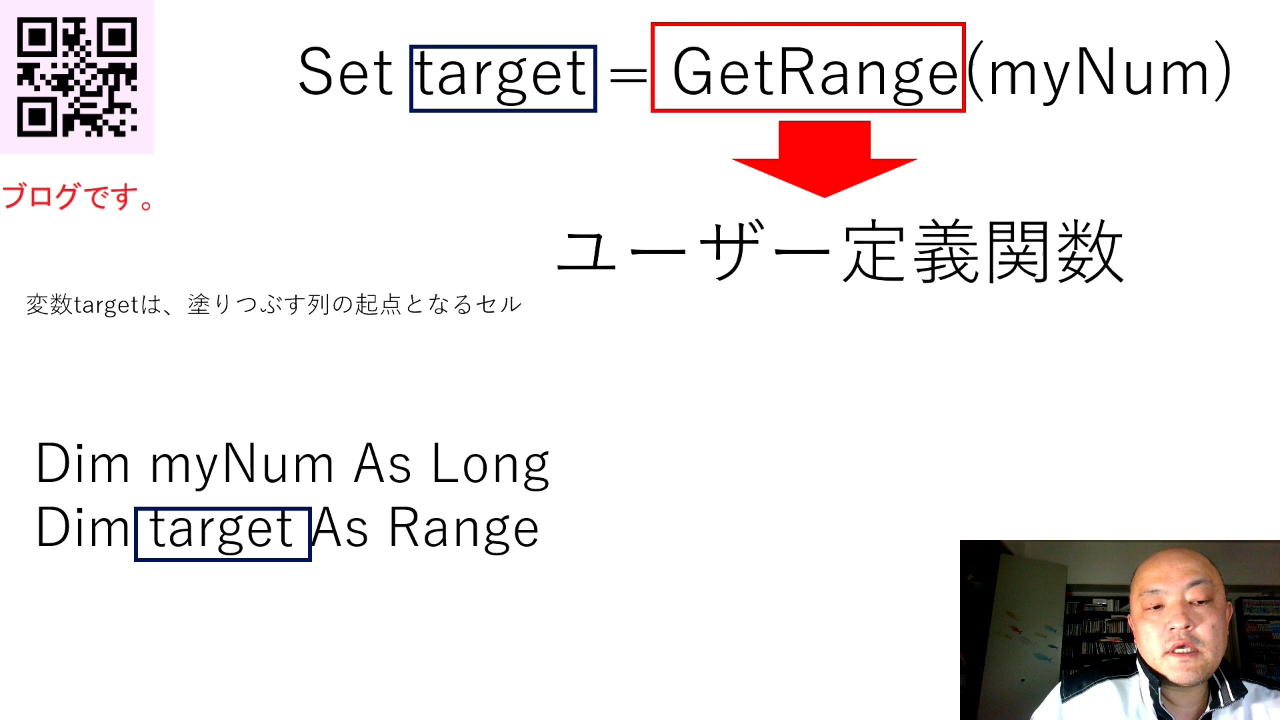 Set target = GetRange(myNum)
ブログです。
ユーザー定義関数
変数targetは、塗りつぶす列の起点となるセル
Dim myNum As Long
Dim target As Range